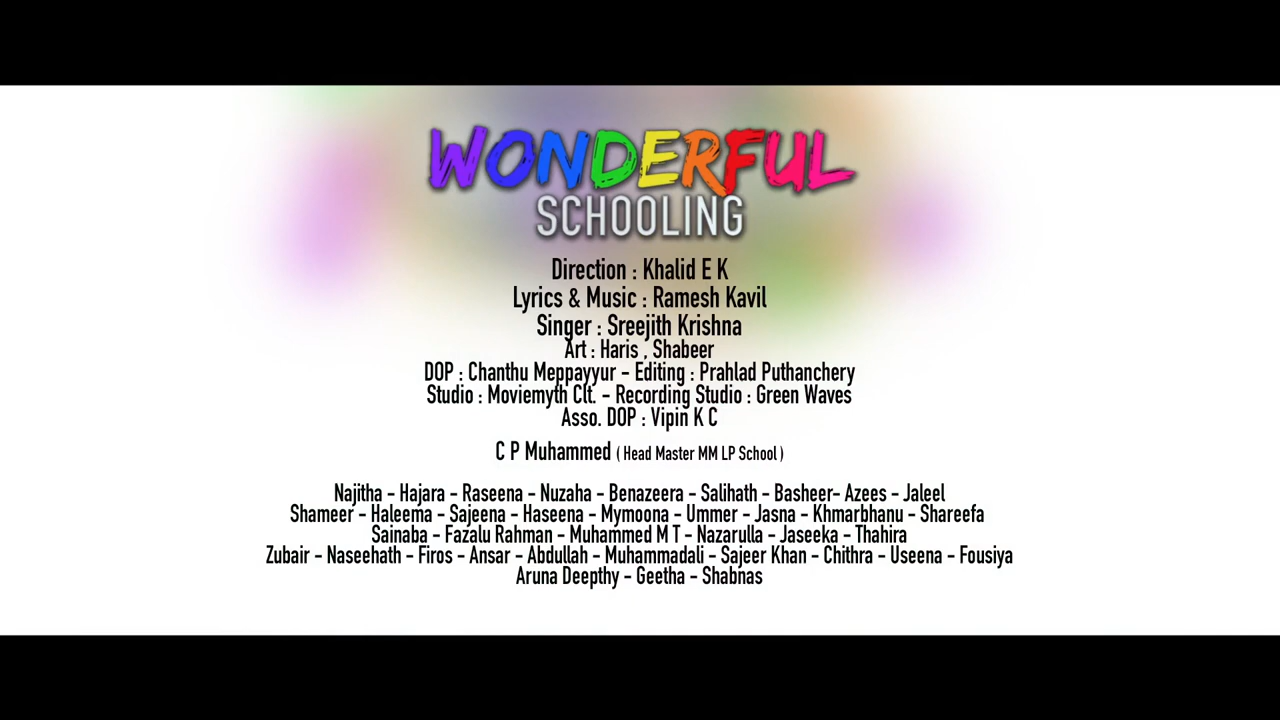 WONDERFUL
SCHOOLING
Direction : Khalid E K
Lyrics & Music : Ramesh Kavil
Singer : Sreejith Krishna
Art : Haris , Shabeer
DOP : Chanthu Meppayyur - Editing : Prahlad Puthanchery
Studio : Moviemyth Clt. - Recording Studio : Green Waves
Asso. DOP : Vipin K C
C P Muhammed ( Head Master MM LP School )
Najitha - Hajara - Raseena - Nuzaha - Benazeera - Salihath - Basheer- Azees - Jaleel
Shameer - Haleema - Sajeena - Haseena - Mymoona - Ummer - Jasna - Khmarbhanu - Shareefa
Sainaba - Fazalu Rahman - Muhammed M T - Nazarulla - Jaseeka - Thahira
Zubair - Naseehath - Firos - Ansar - Abdullah - Muhammadali - Sajeer Khan - Chithra - Useena - Fousiya
Aruna Deepthy - Geetha - Shabnas